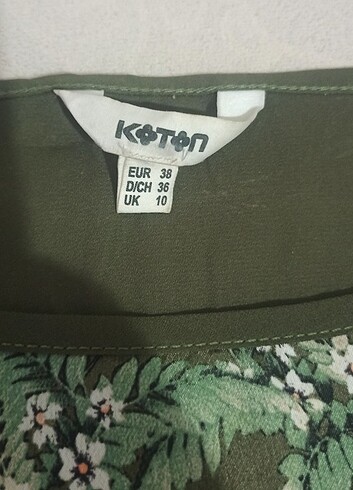 KOTON
EUR 38
D/CH 36
UK 10